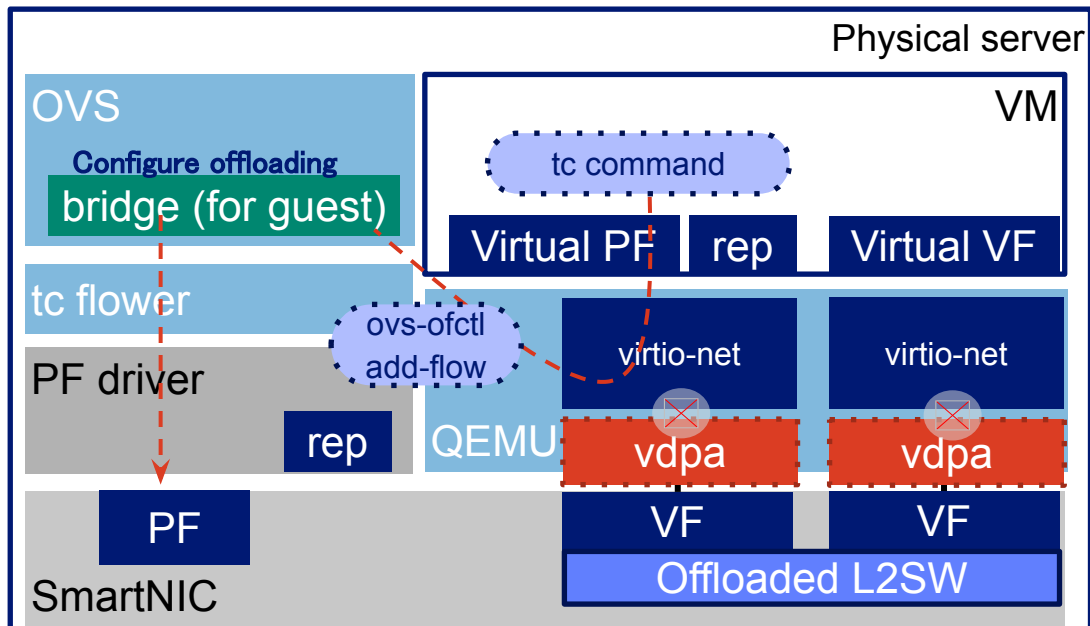 Physical server
OVS
VM
Configure offloading
bridge (for guest)
tc command
Virtual PF
rep
Virtual VF
tc flower
ovs-ofctl
add-flow
virtio-net
virtio-net
PF driver
rep
QEMU
vdpa
vdpa
PF
VF
VF
Offloaded L2SW
SmartNIC